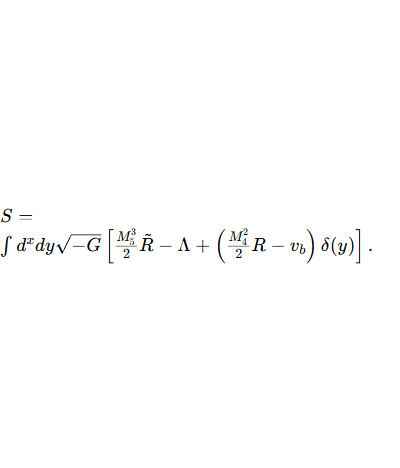 S =
∫ d^x dy √−G [ M_5^3/2 R̃ − Λ + ( M_4^2/2 R − v_b ) δ(y) ] .